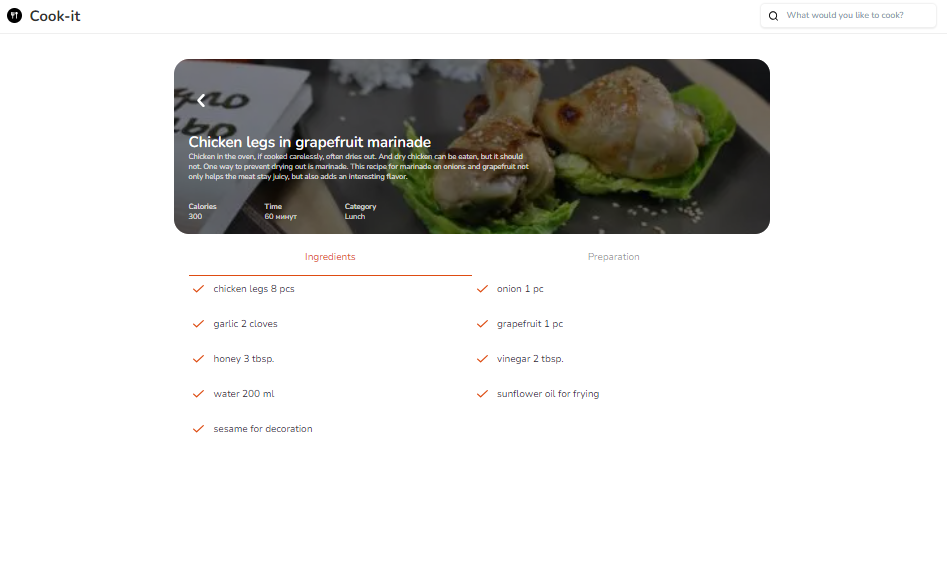 Cook-it
What would you like to cook?
Chicken legs in grapefruit marinade
Chicken in the oven, if cooked carelessly, often dries out. And dry chicken can be eaten, but it should
not. One way to prevent drying out is marinade. This recipe for marinade on onions and grapefruit not
only helps the meat stay juicy, but also adds an interesting flavor.
Calories
300
Time
60 минут
Category
Lunch
Ingredients
Preparation
chicken legs 8 pcs
onion 1 pc
garlic 2 cloves
grapefruit 1 pc
honey 3 tbsp.
vinegar 2 tbsp.
water 200 ml
sunflower oil for frying
sesame for decoration